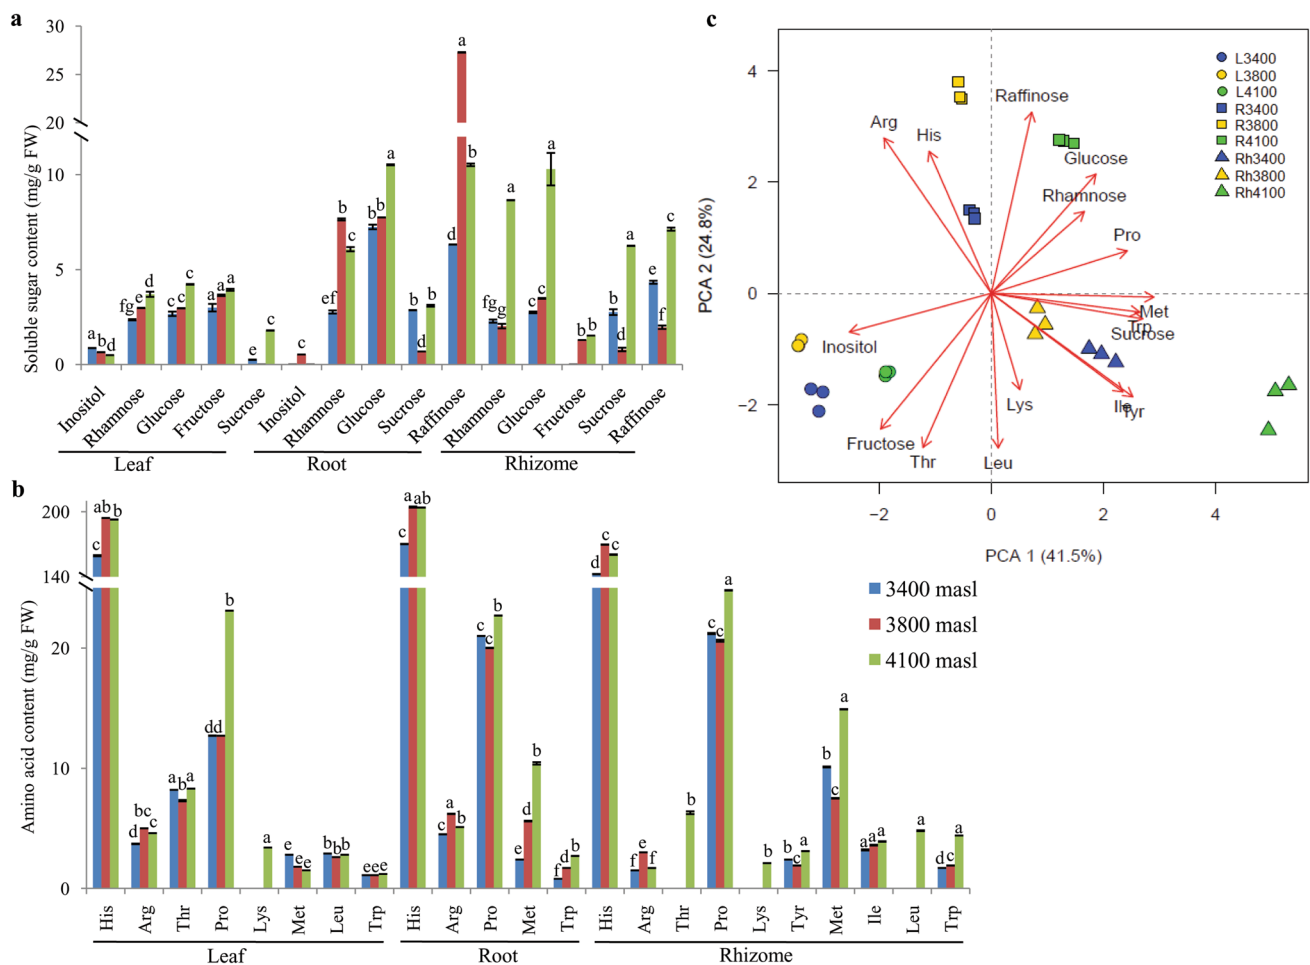 a
Soluble sugar content (mg/g FW)
30
25
20
10
5
0
a b c
fg e d
c c c
a a a
e c
c
ef b c
b b a
d c
d a b
fg g a
c c a
b b
b d a
e f c
Inositol Rhamnose Glucose Fructose Sucrose Inositol Rhamnose Glucose Sucrose Raffinose Rhamnose Glucose Fructose Sucrose Raffinose
Leaf Root Rhizome
b
Amino acid content (mg/g FW)
200
140
20
10
0
c ab b
d bc c
a b a
d d b
a
e e e
b b b
e e e
c a ab
c a b
c c b
e d b
f d b
d c c
f e f
b
c c a
b
b c a
b c a
a a a
a
d d a
His Arg Thr Pro Lys Met Leu Trp His Arg Pro Met Trp His Arg Thr Pro Lys Tyr Met Ile Leu Trp
Leaf Root Rhizome
3400 masl
3800 masl
4100 masl
c
PCA 2 (24.8%)
4
2
0
−2
−2 0 2 4
PCA 1 (41.5%)
L3400
L3800
L4100
R3400
R3800
R4100
Rh3400
Rh3800
Rh4100
Raffinose
Arg
His
Glucose
Rhamnose
Pro
Met
Trp
Sucrose
Inositol
Lys
Ile
Tyr
Fructose
Thr
Leu